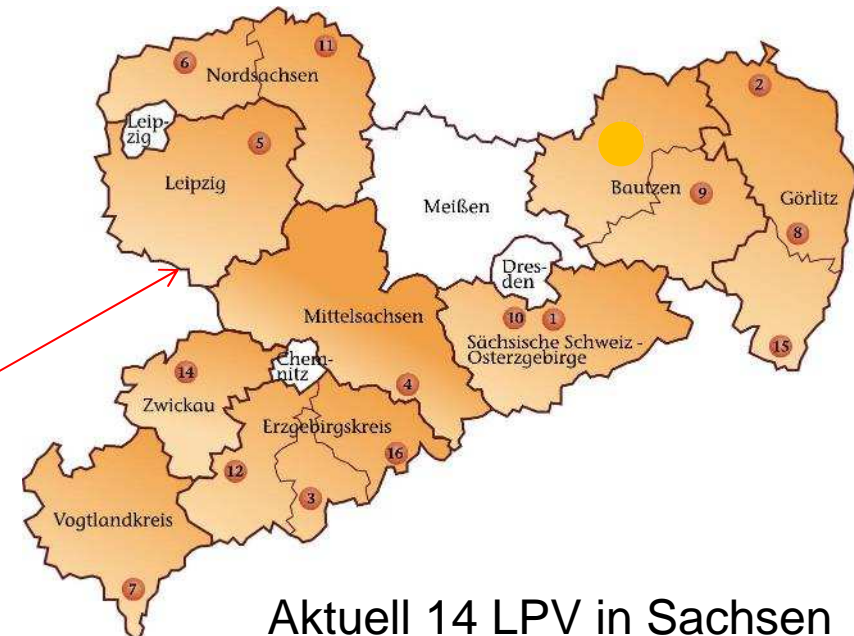 11
6
Nordsachsen
2
Leip-
zig
5
Leipzig
Bautzen
9
Görlitz
Meißen
8
Dres-
den
Mittelsachsen
10
1
Sächsische Schweiz -
Osterzgebirge
15
Chem-
nitz
14
Zwickau
4
Erzgebirgskreis
16
12
3
Vogtlandkreis
7
Aktuell 14 LPV in Sachsen